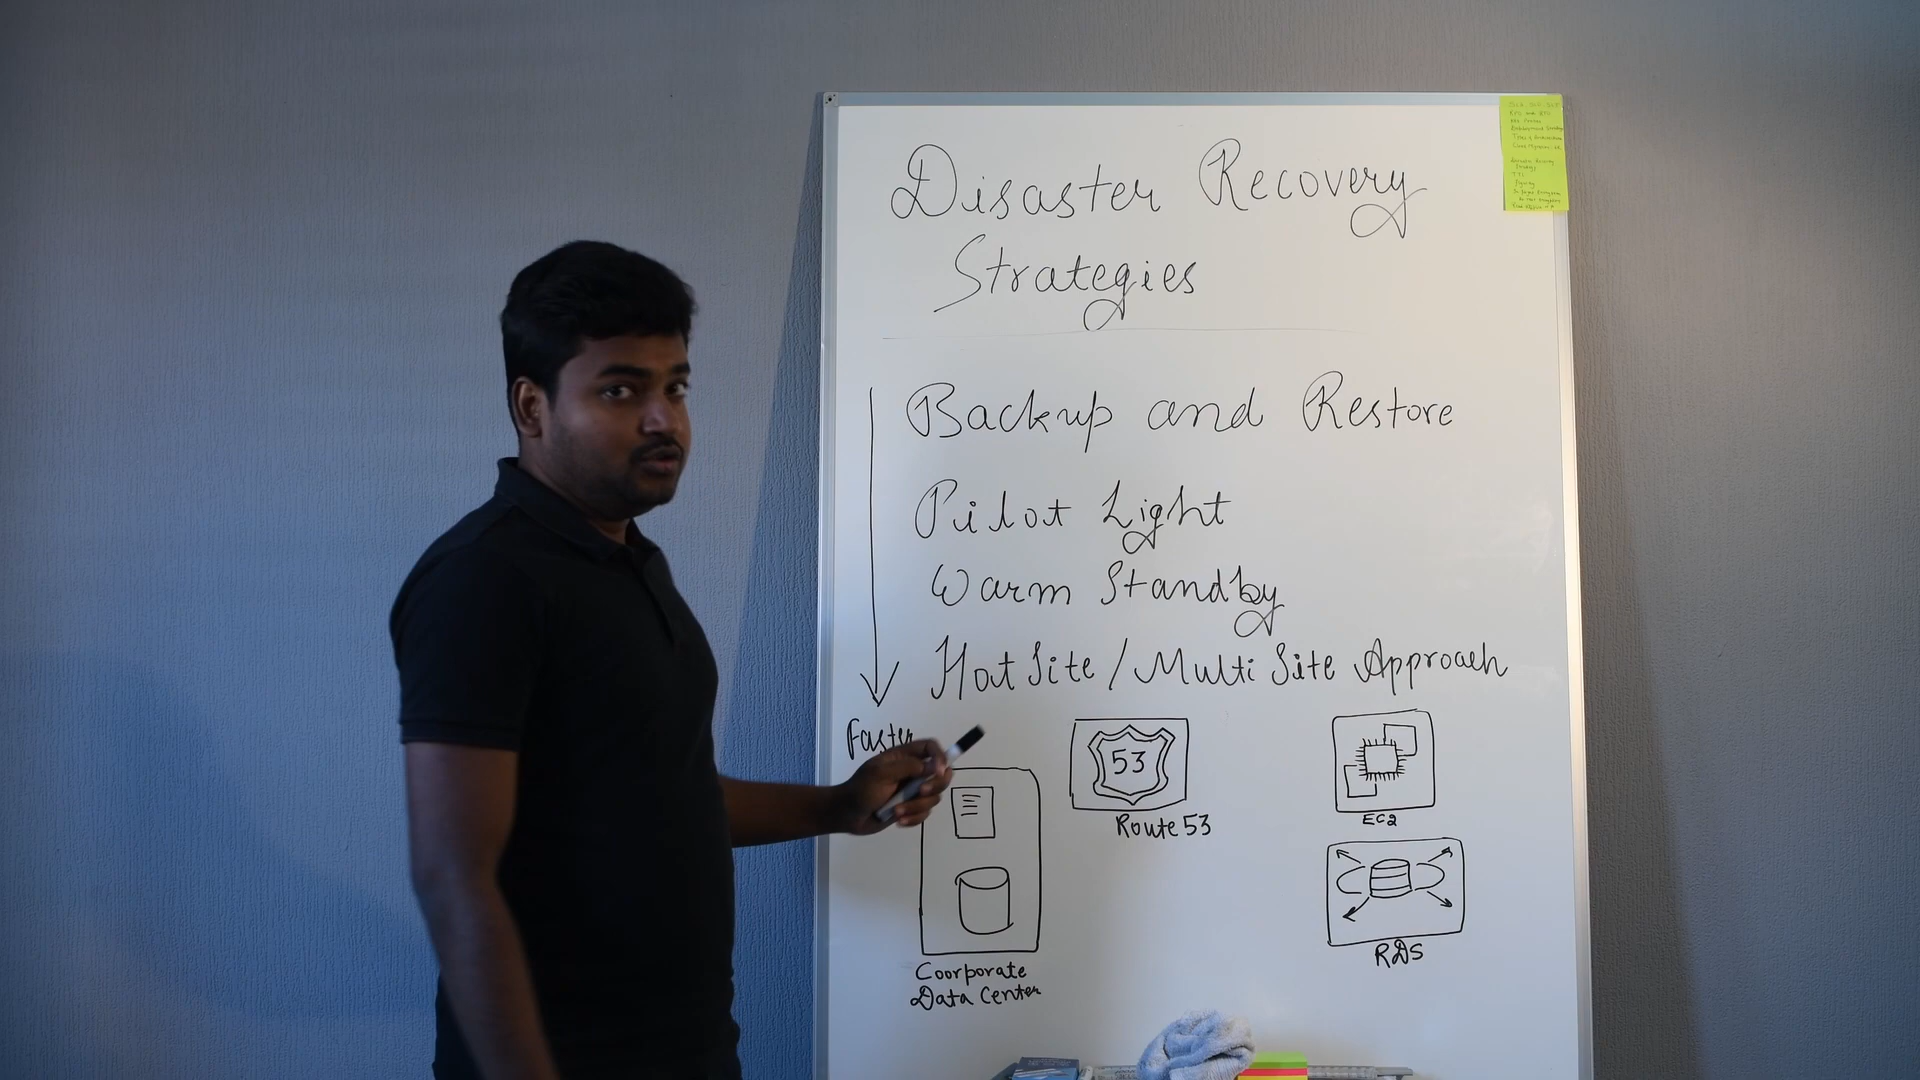 Disaster Recovery
Strategies
Backup and Restore
Pilot Light
Warm Standby
Hot Site / Multi Site Approach
Faster
53
Route 53
EC2
RDS
Coorporate
Data Center